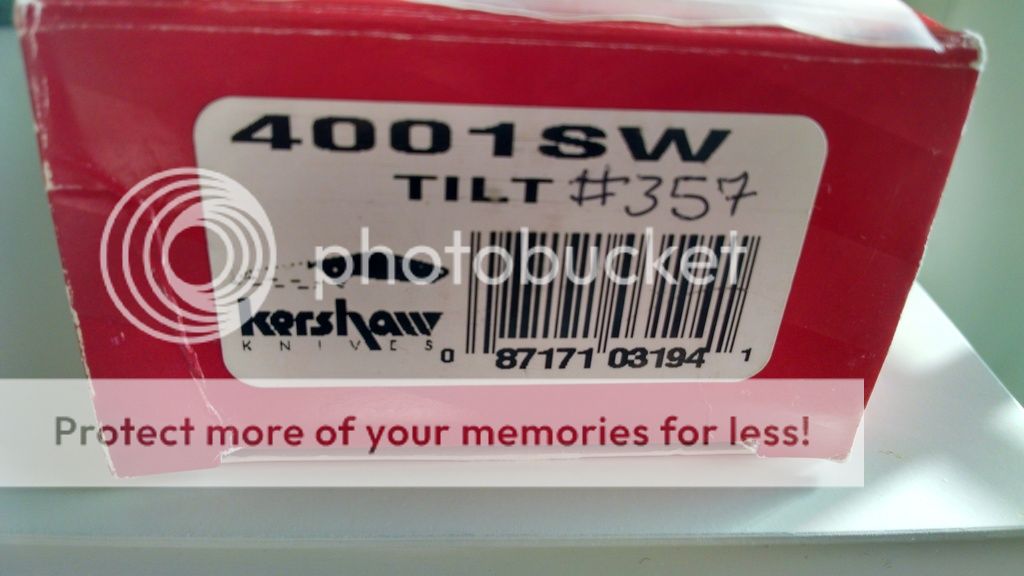 4001SW
TILT #357
photobucket
kershaw
KNIVES
0 87171 03194 1
Protect more of your memories for less!